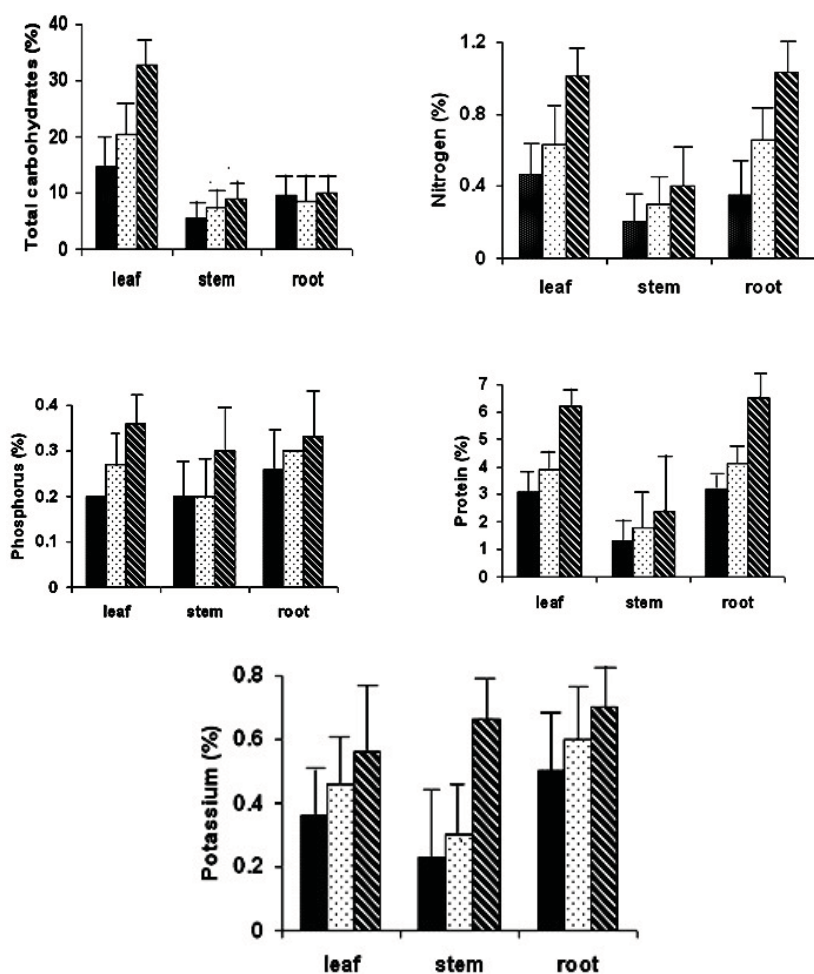 Total carbohydrates (%)
40
30
20
10
0
leaf stem root
Nitrogen (%)
1.2
0.8
0.4
0
leaf stem root
Phosphorus (%)
0.4
0.3
0.2
0.1
0
leaf stem root
Protein (%)
7
6
5
4
3
2
1
0
leaf stem root
Potassium (%)
0.8
0.6
0.4
0.2
0
leaf stem root